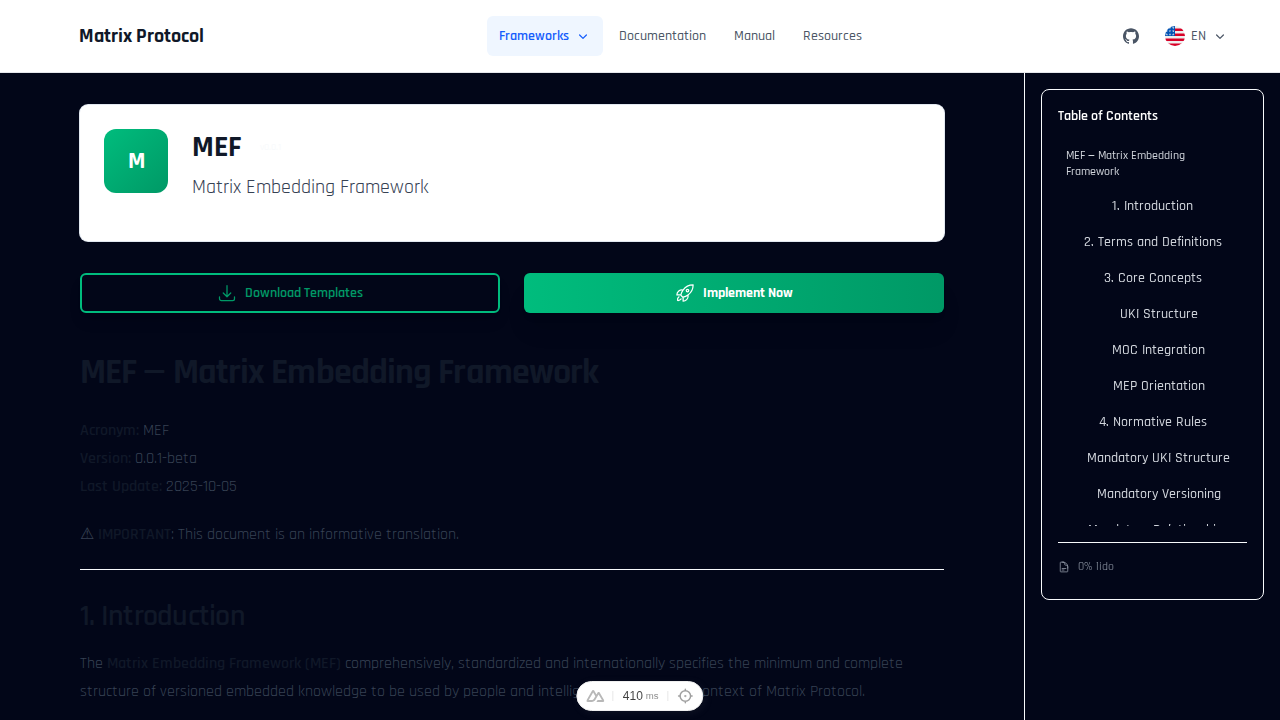 Matrix Protocol
Frameworks
Documentation
Manual
Resources
EN
M
MEF
Matrix Embedding Framework
Download Templates
Implement Now
MEF — Matrix Embedding Framework
Acronym: MEF
Version: 0.0.1-beta
Last Update: 2025-10-05
⚠ IMPORTANT: This document is an informative translation.
1. Introduction
The Matrix Embedding Framework (MEF) comprehensively, standardized and internationally specifies the minimum and complete
structure of versioned embedded knowledge to be used by people and ontext of Matrix Protocol.
410 ms
Table of Contents
MEF — Matrix Embedding
Framework
1. Introduction
2. Terms and Definitions
3. Core Concepts
UKI Structure
MOC Integration
MEP Orientation
4. Normative Rules
Mandatory UKI Structure
Mandatory Versioning
0% lido